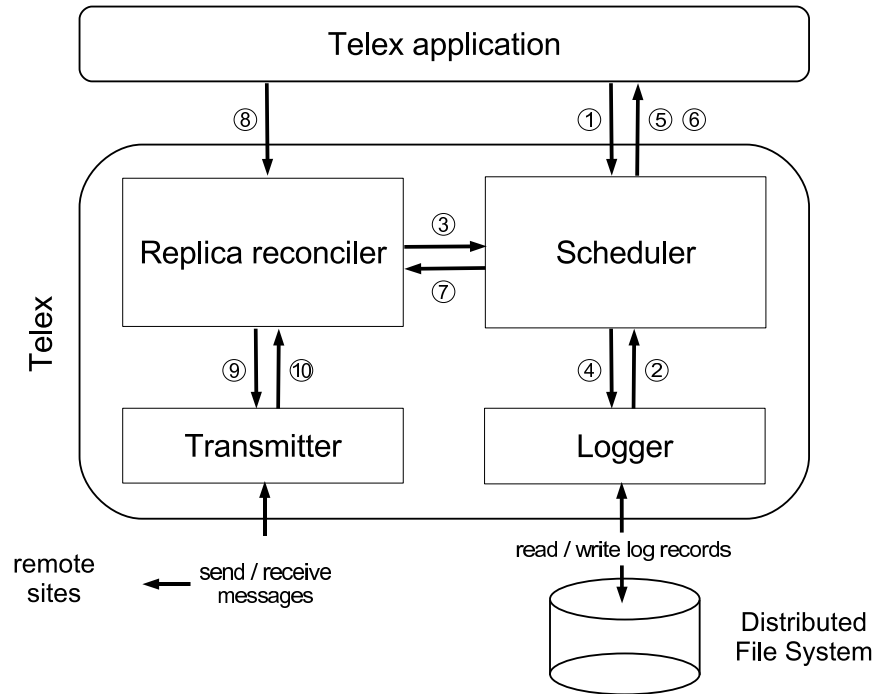 Telex application
⑧
①
⑤ ⑥
Replica reconciler
③
⑦
Scheduler
Telex
⑨
⑩
④
②
Transmitter
Logger
remote
sites
send / receive
messages
read / write log records
Distributed
File System